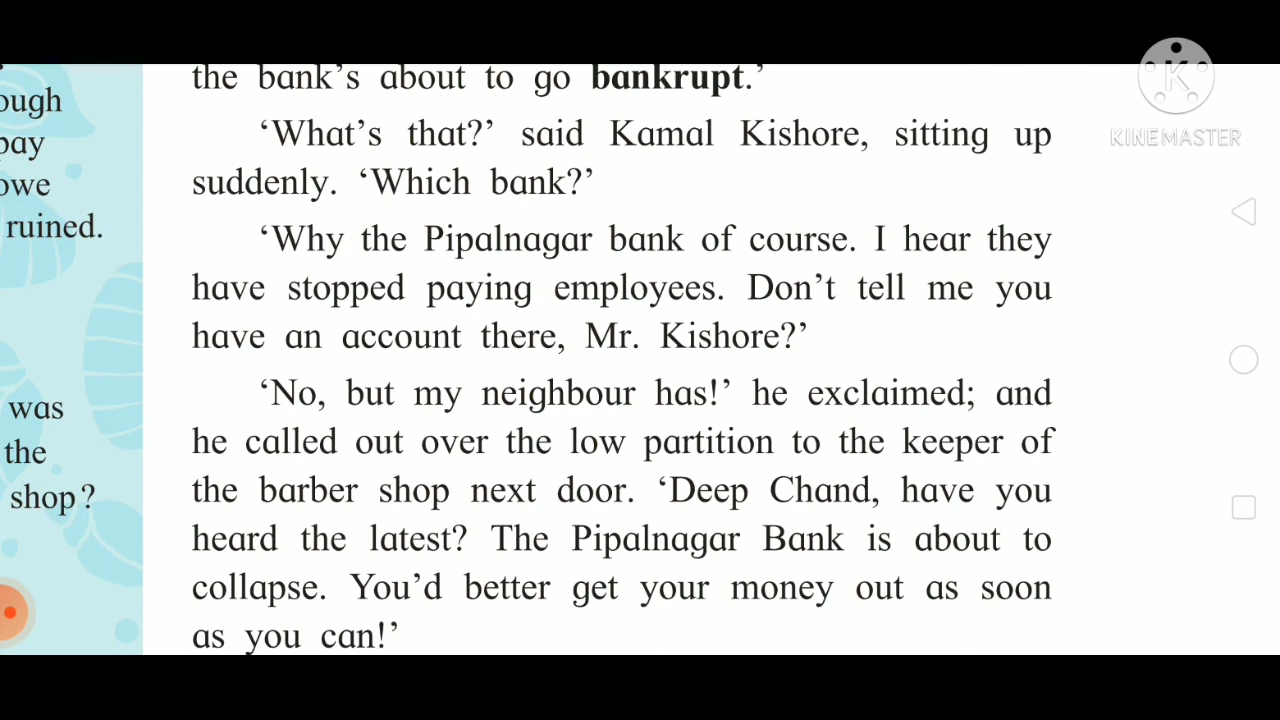 the bank's about to go bankrupt.'
'What's that?' said Kamal Kishore, sitting up
suddenly. 'Which bank?'
'Why the Pipalnagar bank of course. I hear they
have stopped paying employees. Don't tell me you
have an account there, Mr. Kishore?'
'No, but my neighbour has!' he exclaimed; and
he called out over the low partition to the keeper of
the barber shop next door. 'Deep Chand, have you
heard the latest? The Pipalnagar Bank is about to
collapse. You'd better get your money out as soon
as you can!'
ough
pay
owe
ruined.
was
the
shop?
KINEMASTER